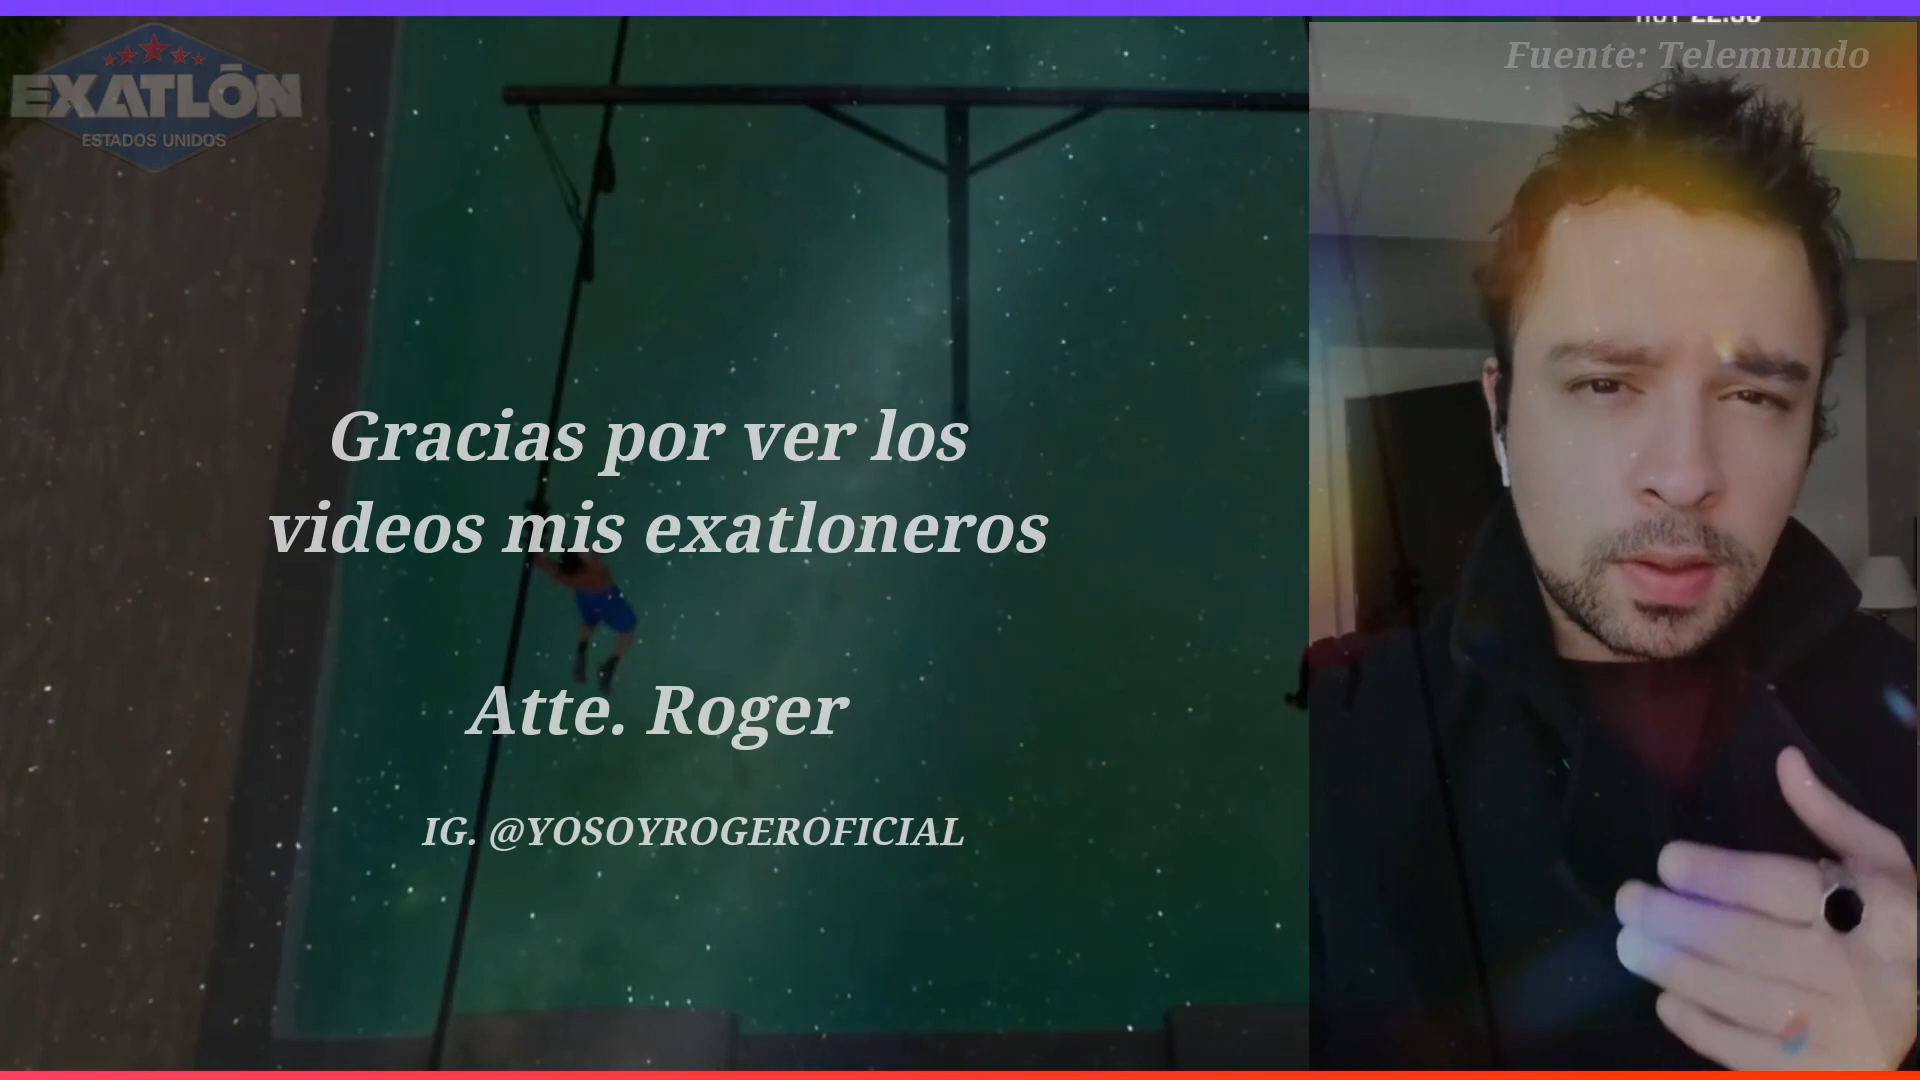 EXATLÓN
ESTADOS UNIDOS
Fuente: Telemundo
Gracias por ver los
videos mis exatloneros
Atte. Roger
IG. @YOSOYROGEROFICIAL